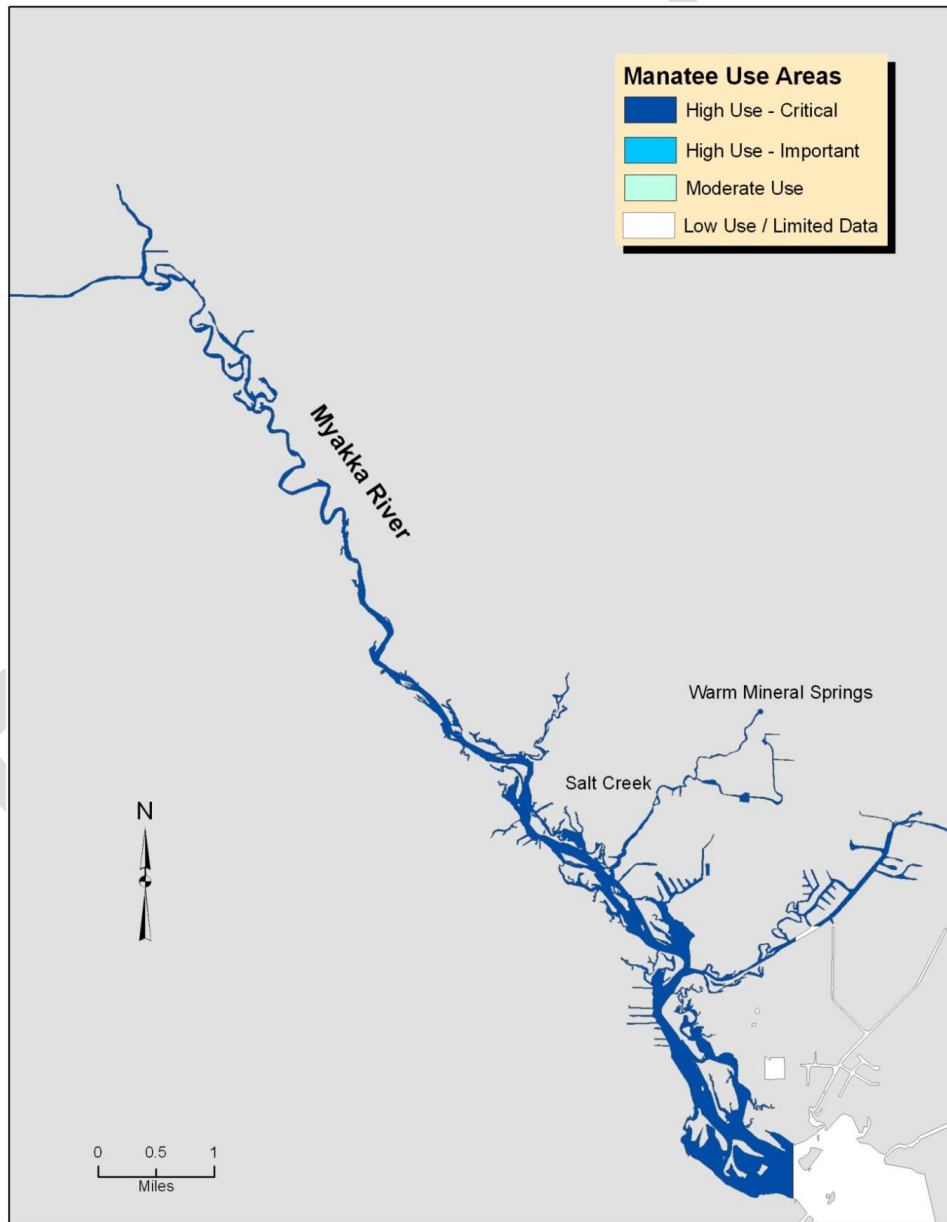 Manatee Use Areas
High Use - Critical
High Use - Important
Moderate Use
Low Use / Limited Data
Myakka River
Warm Mineral Springs
Salt Creek
N
0 0.5 1
Miles